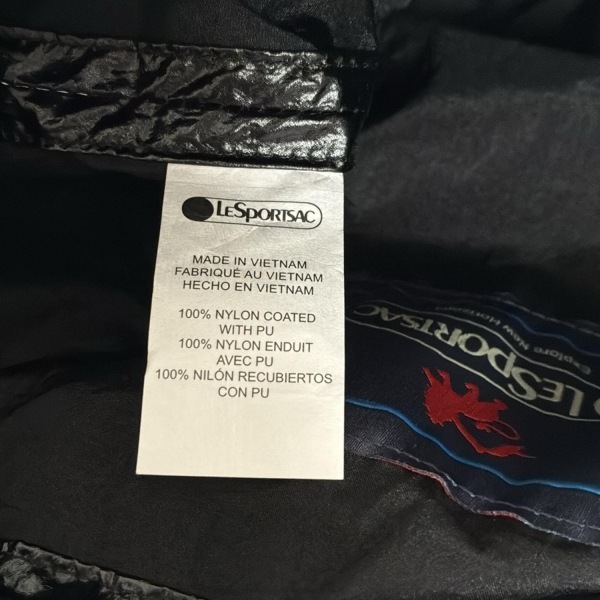 LESPORTSAC
MADE IN VIETNAM
FABRIQUÉ AU VIETNAM
HECHO EN VIETNAM
100% NYLON COATED
WITH PU
100% NYLON ENDUIT
AVEC PU
100% NILÓN RECUBIERTOS
CON PU
LESPORTSAC
Explore New Horizons